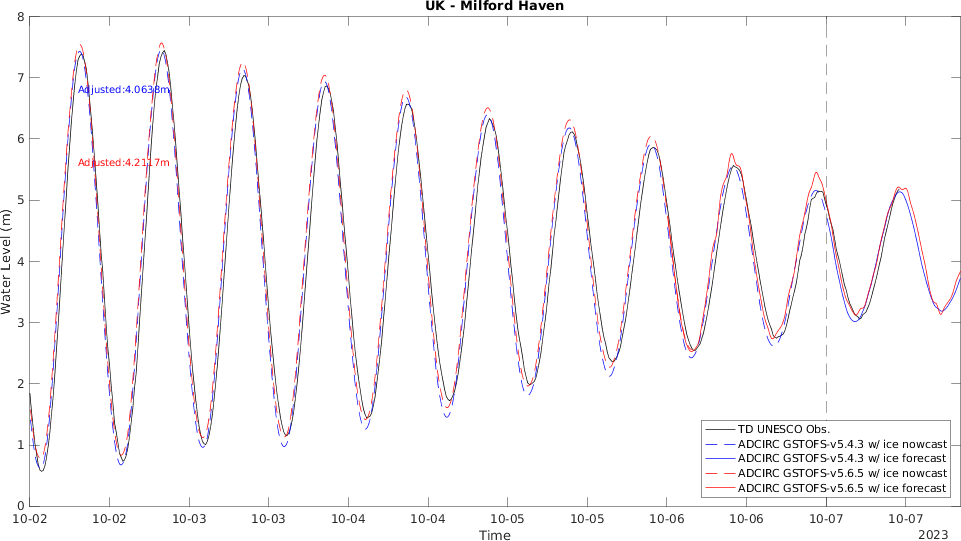 UK - Milford Haven
8
7
6
5
4
3
2
1
0
Water Level (m)
Adjusted:4.0638m
Adjusted:4.2117m
TD UNESCO Obs.
ADCIRC GSTOFS-v5.4.3 w/ ice nowcast
ADCIRC GSTOFS-v5.4.3 w/ ice forecast
ADCIRC GSTOFS-v5.6.5 w/ ice nowcast
ADCIRC GSTOFS-v5.6.5 w/ ice forecast
10-02 10-02 10-03 10-03 10-04 10-04 10-05 10-05 10-06 10-06 10-07 10-07
Time
2023